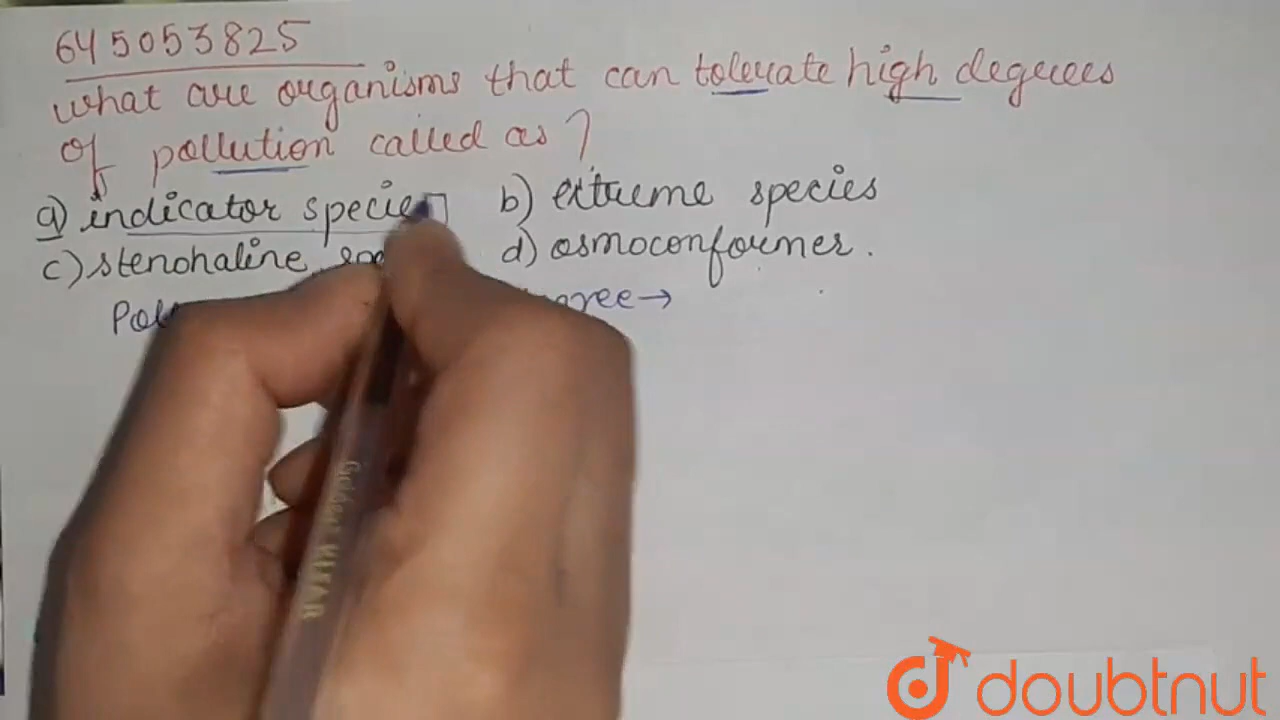 645053825
what are organisms that can tolerate high degrees
of pollution called as?
a) indicator species b) extreme species
c) stenohaline d) osmoconformer.
→
doubtnut